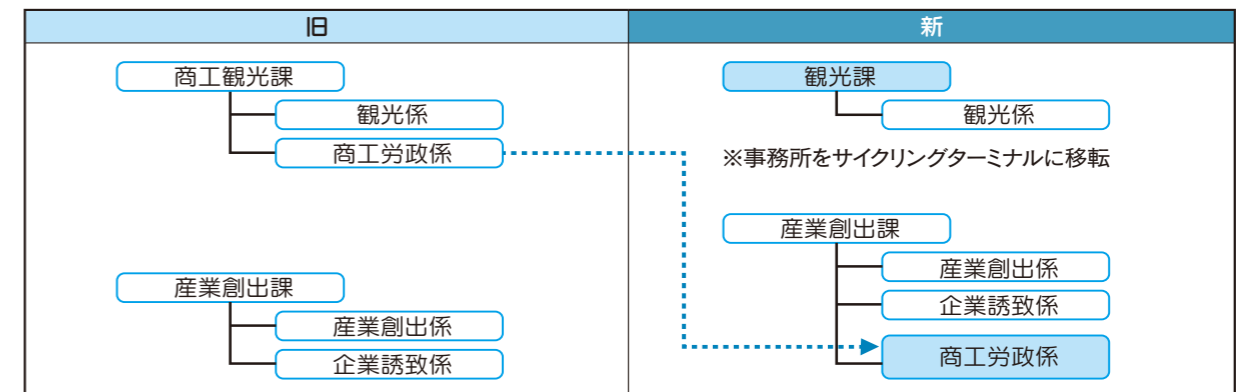 旧
商工観光課
観光係
商工労政係
産業創出課
産業創出係
企業誘致係
新
観光課
観光係
※事務所をサイクリングターミナルに移転
産業創出課
産業創出係
企業誘致係
商工労政係